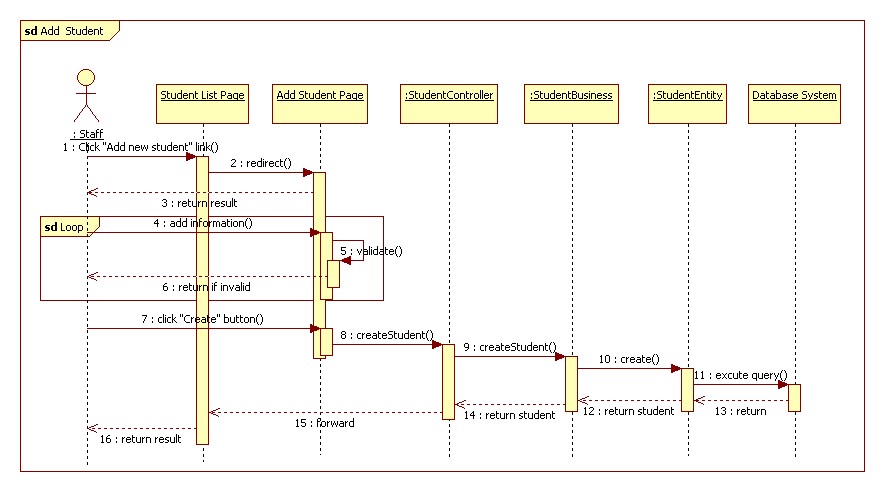 sd Add Student
Student List Page
Add Student Page
:StudentController
:StudentBusiness
:StudentEntity
Database System
: Staff
1 : Click "Add new student" link()
2 : redirect()
3 : return result
sd Loop
4 : add information()
5 : validate()
6 : return if invalid
7 : click "Create" button()
8 : createStudent()
9 : createStudent()
10 : create()
11 : excute query()
12 : return student
13 : return
14 : return student
15 : forward
16 : return result